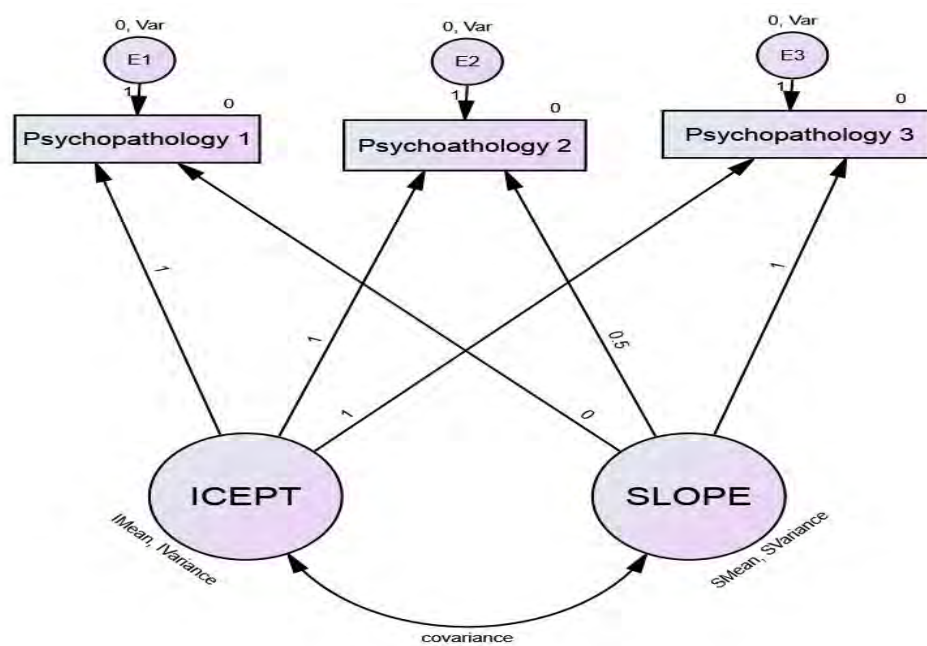 0, Var
0, Var
0, Var
E1
E2
E3
1
0
1
0
1
0
Psychopathology 1
Psychoathology 2
Psychopathology 3
1
1
1
0
0.5
1
ICEPT
SLOPE
IMean, IVariance
SMean, SVariance
covariance